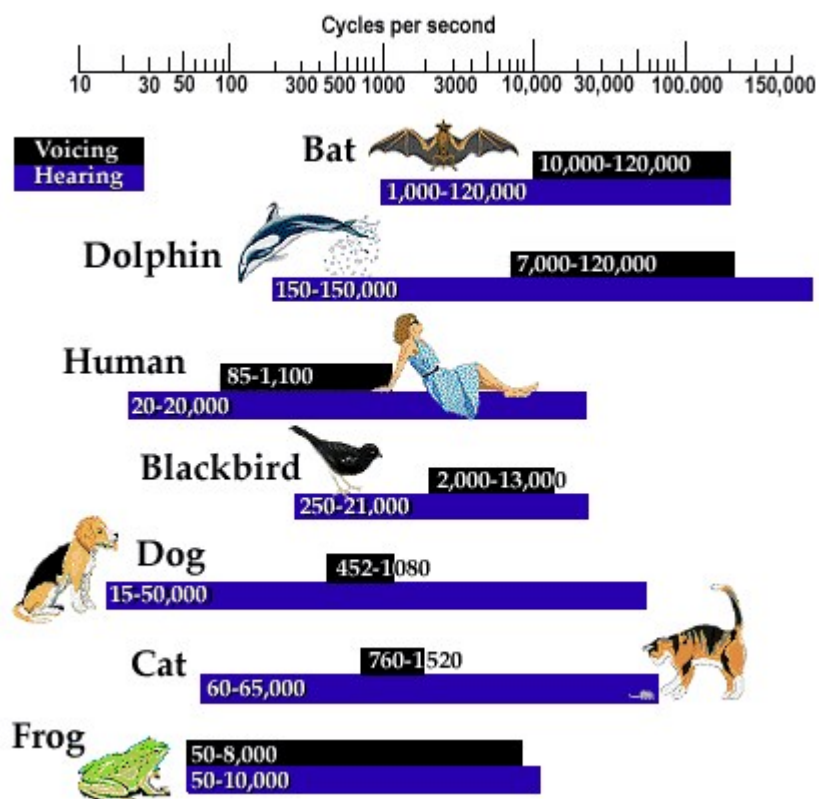 Cycles per second
10 30 50 100 300 500 1000 3000 10,000 30,000 100.000 150,000
Voicing
Hearing
Bat
10,000-120,000
1,000-120,000
Dolphin
7,000-120,000
150-150,000
Human
85-1,100
20-20,000
Blackbird
2,000-13,000
250-21,000
Dog
452-1080
15-50,000
Cat
760-1520
60-65,000
Frog
50-8,000
50-10,000